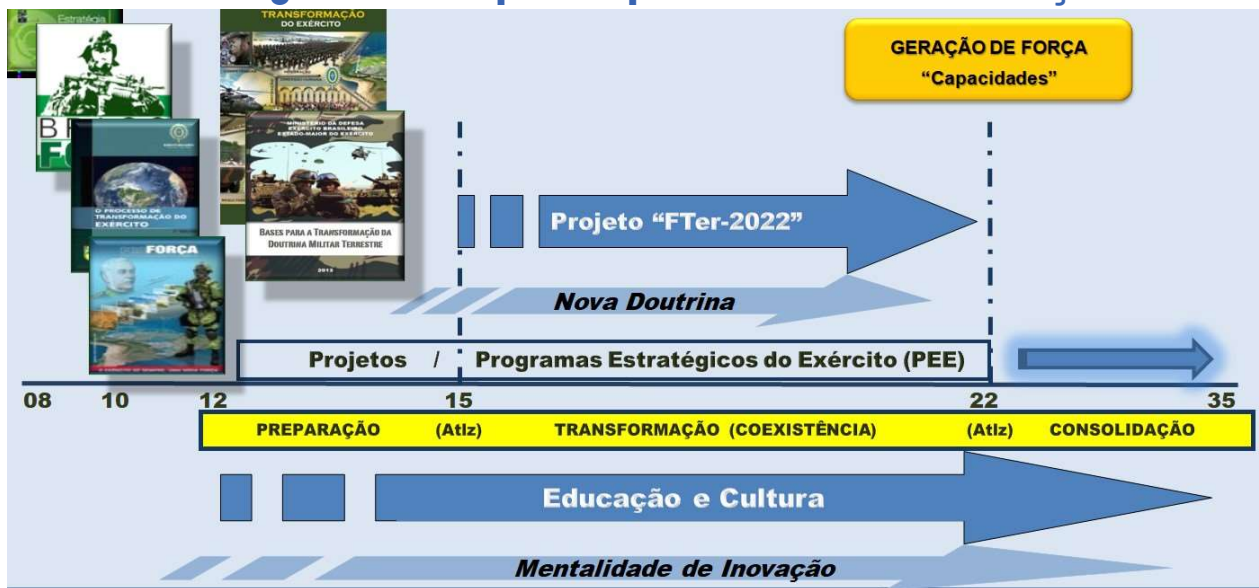 Estratégia
TRANSFORMAÇÃO
DO EXÉRCITO
MINISTÉRIO DA DEFESA
EXÉRCITO BRASILEIRO
ESTADO-MAIOR DO EXÉRCITO
O PROCESSO DE
TRANSFORMAÇÃO DO
EXÉRCITO
BASES PARA A TRANSFORMAÇÃO DA
DOUTRINA MILITAR TERRESTRE
2013
FORÇA
GERAÇÃO DE FORÇA
“Capacidades”
Projeto “FTer-2022”
Nova Doutrina
Projetos / Programas Estratégicos do Exército (PEE)
08 10 12 15 22 35
PREPARAÇÃO (Atlz) TRANSFORMAÇÃO (COEXISTÊNCIA) (Atlz) CONSOLIDAÇÃO
Educação e Cultura
Mentalidade de Inovação